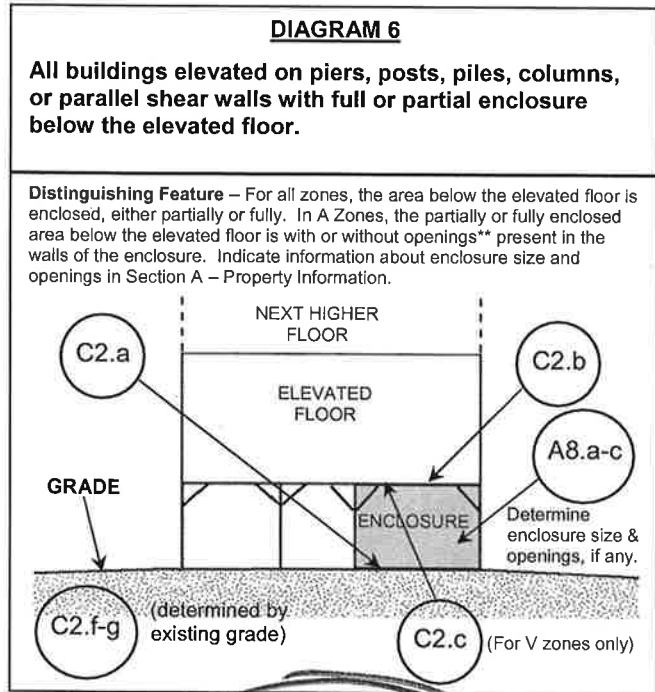 DIAGRAM 6
All buildings elevated on piers, posts, piles, columns,
or parallel shear walls with full or partial enclosure
below the elevated floor.
Distinguishing Feature – For all zones, the area below the elevated floor is
enclosed, either partially or fully. In A Zones, the partially or fully enclosed
area below the elevated floor is with or without openings** present in the
walls of the enclosure. Indicate information about enclosure size and
openings in Section A – Property Information.
NEXT HIGHER
FLOOR
C2.a
C2.b
ELEVATED
FLOOR
A8.a-c
GRADE
ENCLOSURE
Determine
enclosure size &
openings, if any.
C2.f-g
(determined by
existing grade)
C2.c
(For V zones only)